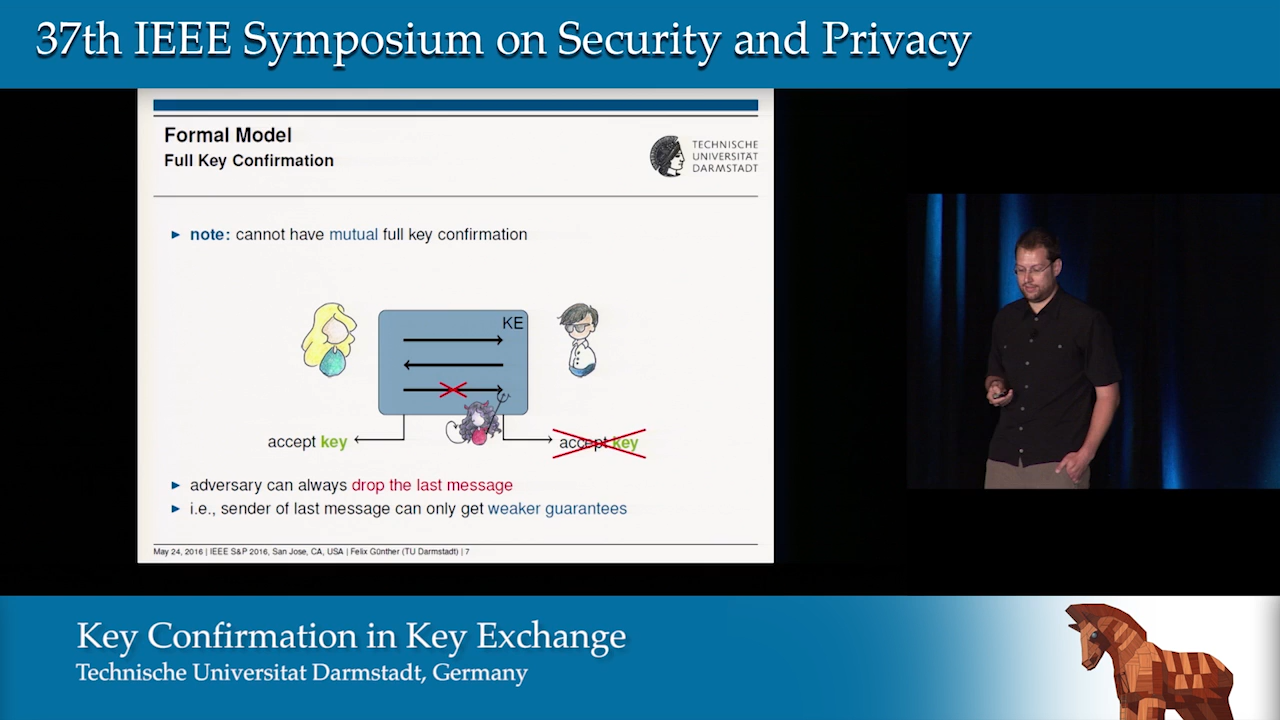 37th IEEE Symposium on Security and Privacy
Formal Model
Full Key Confirmation
TECHNISCHE
UNIVERSITÄT
DARMSTADT
note: cannot have mutual full key confirmation
KE
accept key
accept key
adversary can always drop the last message
i.e., sender of last message can only get weaker guarantees
May 24, 2016 | IEEE S&P 2016, San Jose, CA, USA | Felix Günther (TU Darmstadt) | 7
Key Confirmation in Key Exchange
Technische Universitat Darmstadt, Germany